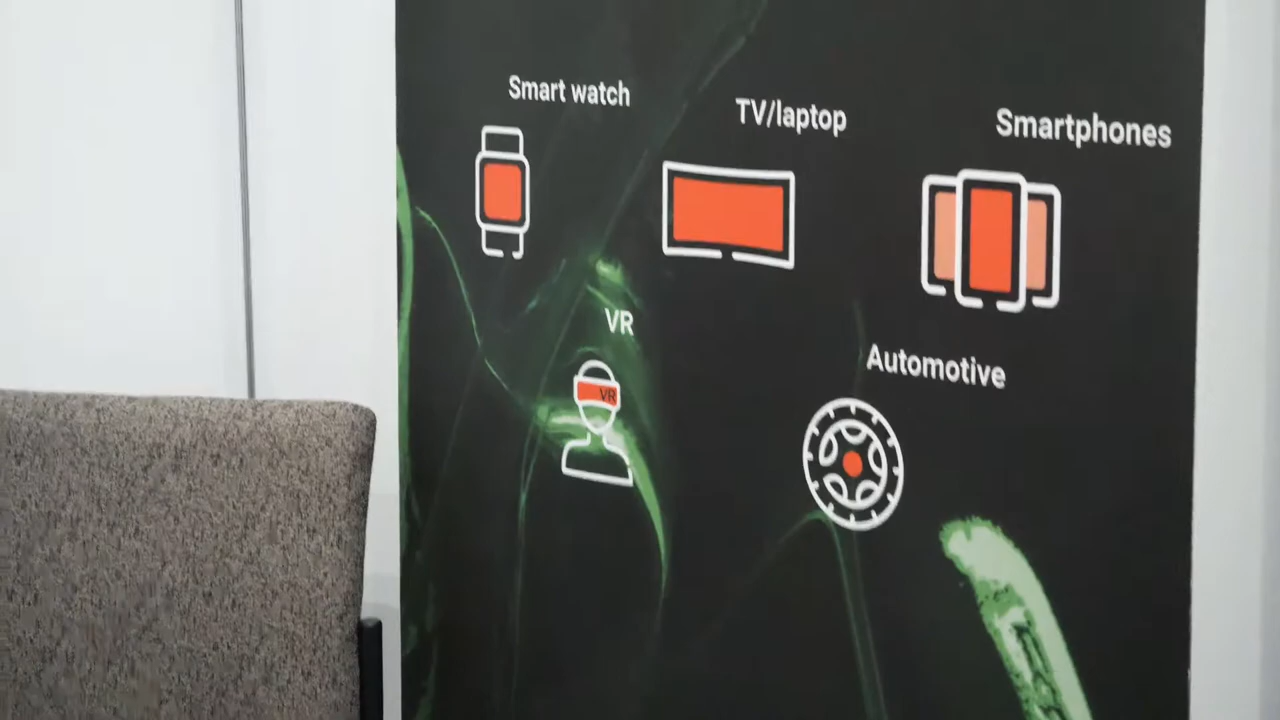 Smart watch
TV/laptop
Smartphones
VR
VR
Automotive